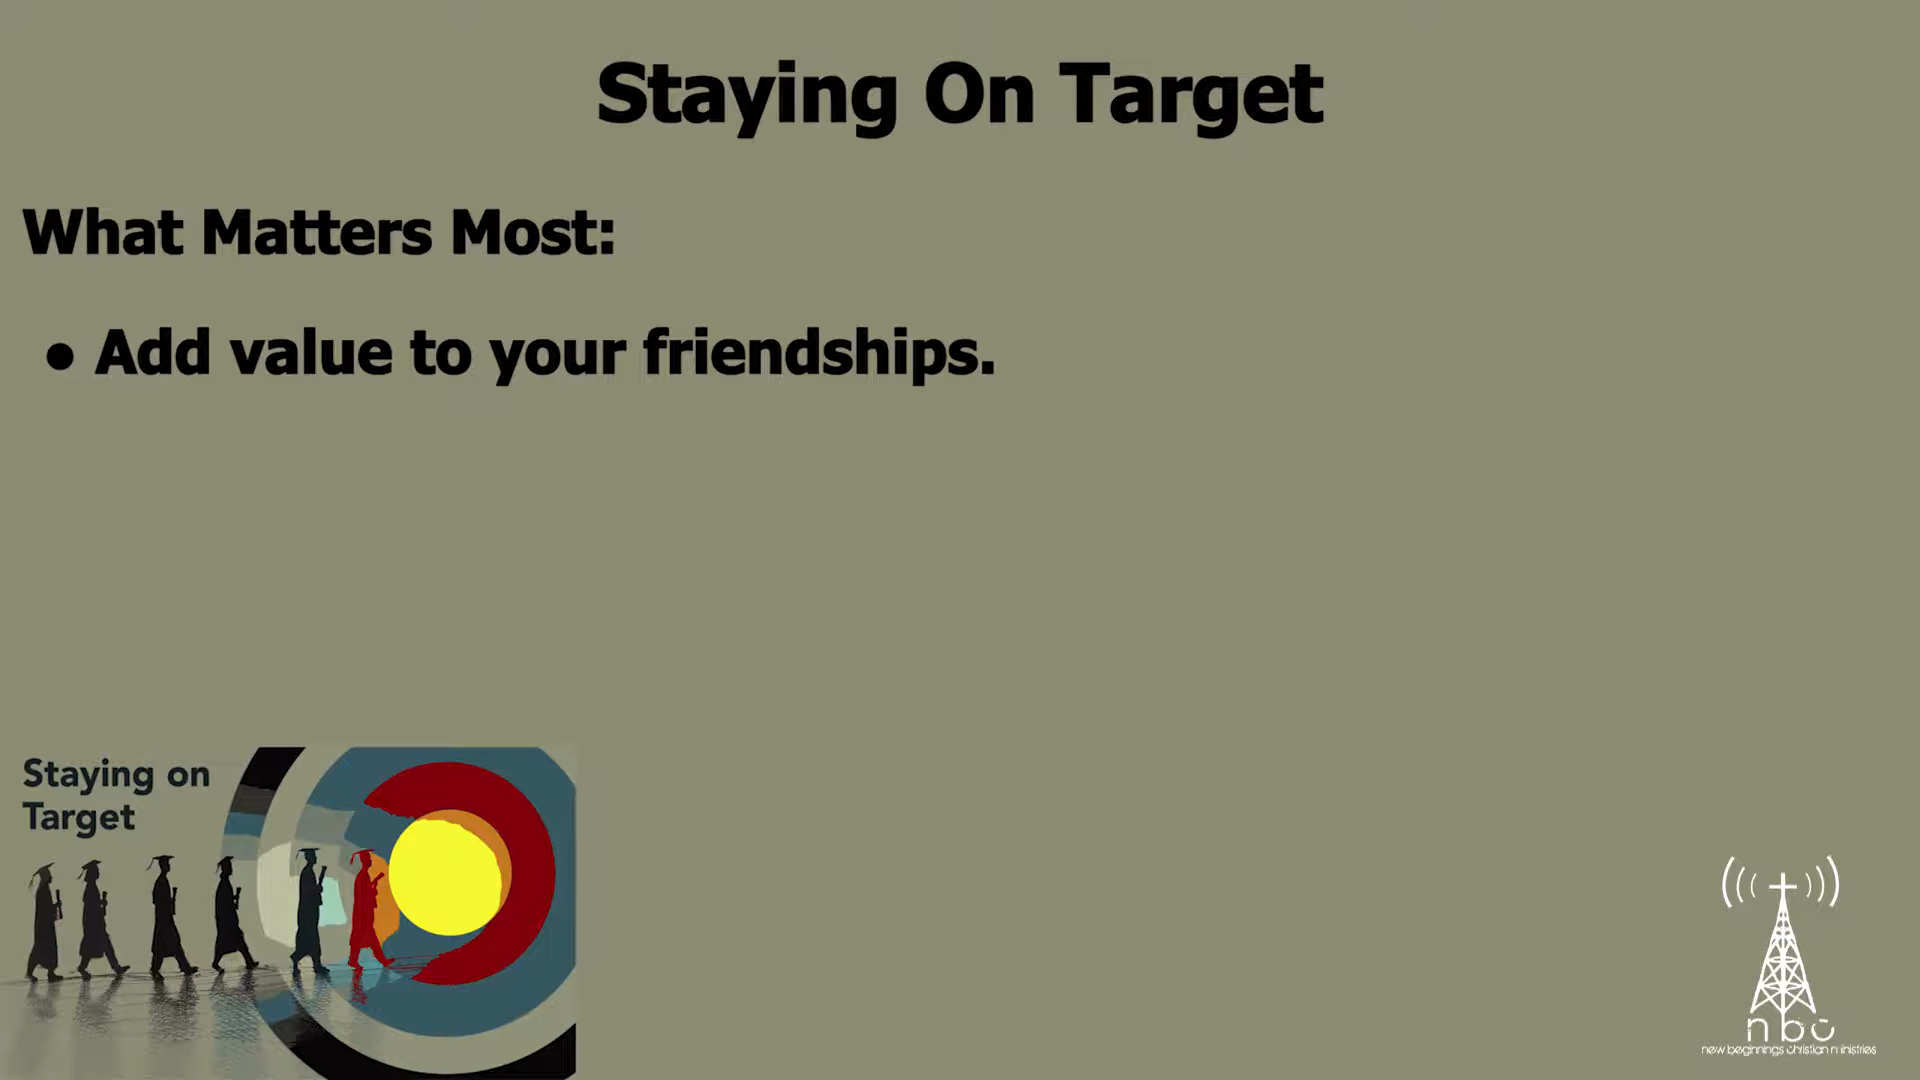 Staying On Target
What Matters Most:
● Add value to your friendships.
Staying on
Target
nbc
new beginnings christian ministries